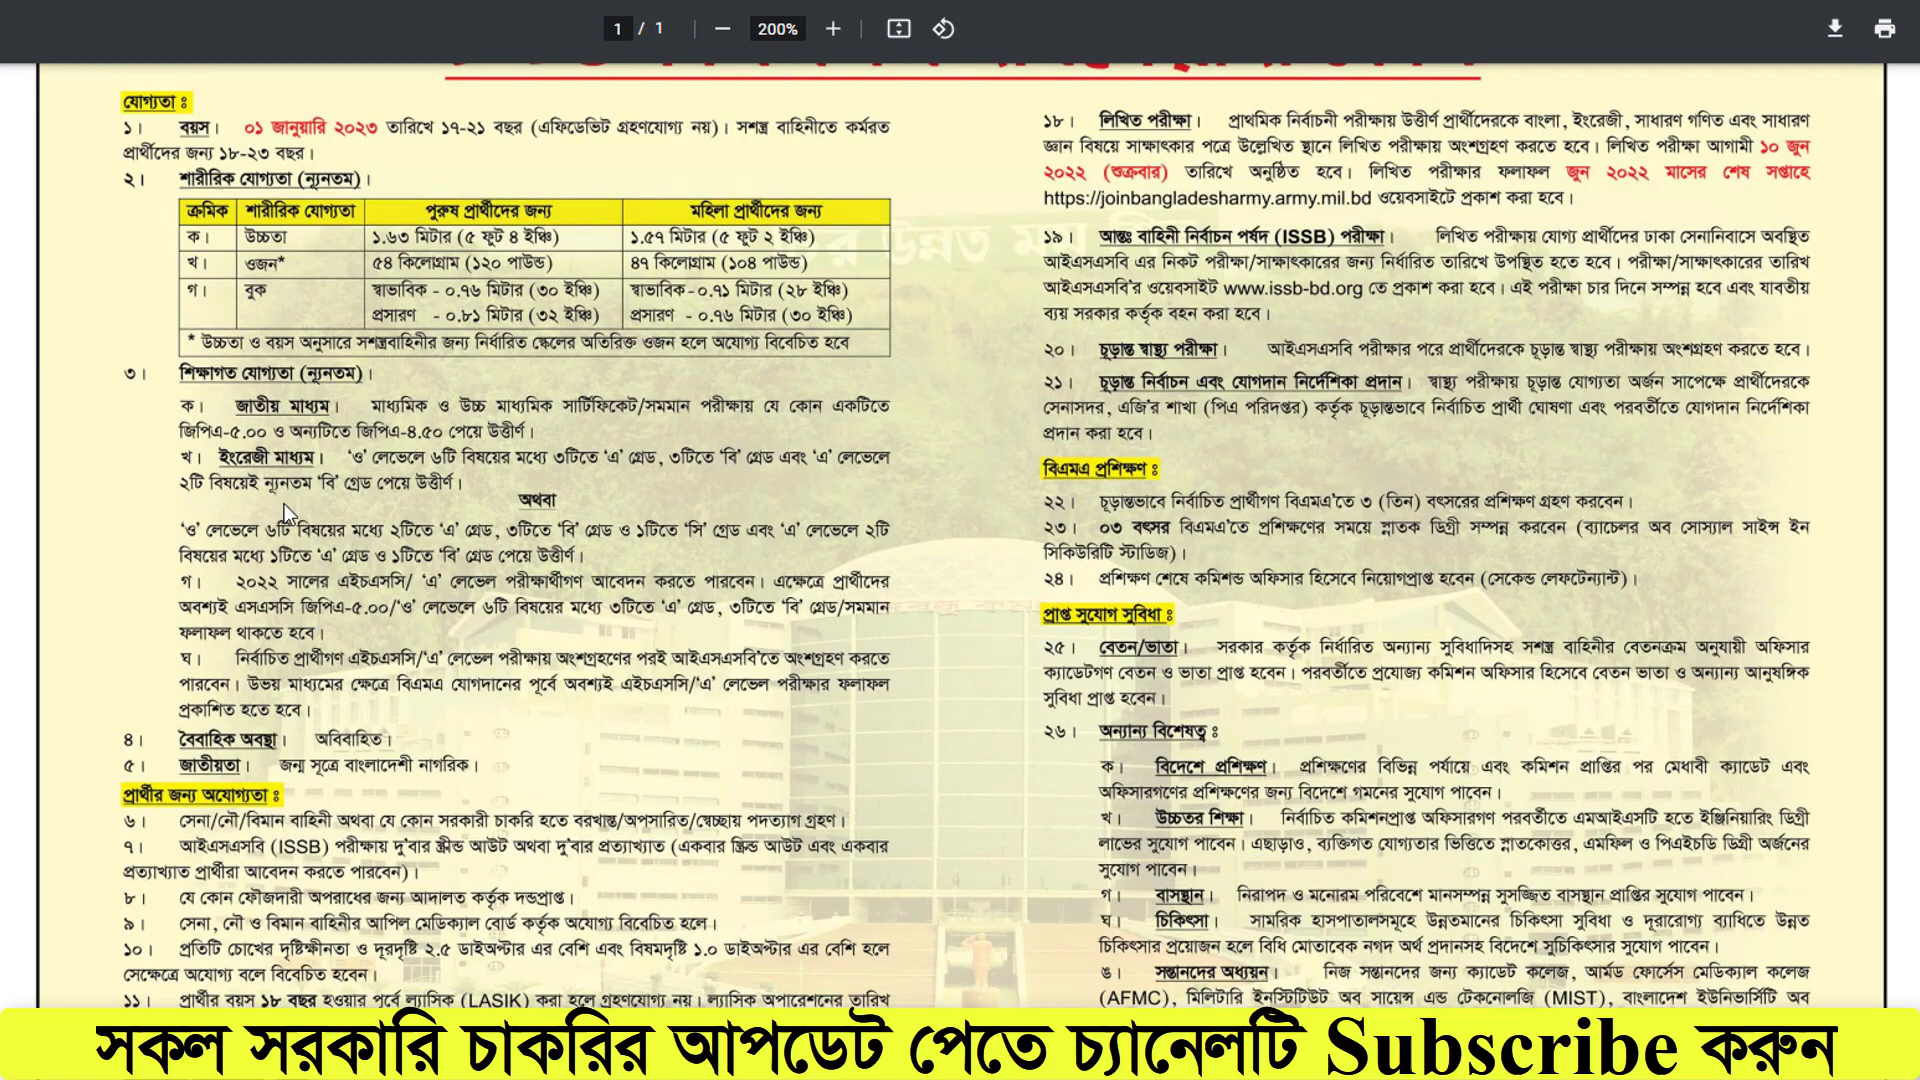 1 / 1 200%
যোগ্যতা ঃ
১। বয়স। ০১ জানুয়ারি ২০২৩ তারিখে ১৭-২১ বছর (এফিডেভিট গ্রহণযোগ্য নয়)। সশস্ত্র বাহিনীতে কর্মরত
প্রার্থীদের জন্য ১৮-২৩ বছর।
২। শারীরিক যোগ্যতা (ন্যূনতম)।
ক্রমিক শারীরিক যোগ্যতা পুরুষ প্রার্থীদের জন্য মহিলা প্রার্থীদের জন্য
ক। উচ্চতা ১.৬৩ মিটার (৫ ফুট ৪ ইঞ্চি) ১.৫৭ মিটার (৫ ফুট ২ ইঞ্চি)
খ। ওজন* ৫৪ কিলোগ্রাম (১২০ পাউন্ড) ৪৭ কিলোগ্রাম (১০৪ পাউন্ড)
গ। বুক স্বাভাবিক - ০.৭৬ মিটার (৩০ ইঞ্চি) স্বাভাবিক - ০.৭১ মিটার (২৮ ইঞ্চি)
প্রসারণ - ০.৮১ মিটার (৩২ ইঞ্চি) প্রসারণ - ০.৭৬ মিটার (৩০ ইঞ্চি)
* উচ্চতা ও বয়স অনুসারে সশস্ত্রবাহিনীর জন্য নির্ধারিত স্কেলের অতিরিক্ত ওজন হলে অযোগ্য বিবেচিত হবে
৩। শিক্ষাগত যোগ্যতা (ন্যূনতম)।
ক। জাতীয় মাধ্যম। মাধ্যমিক ও উচ্চ মাধ্যমিক সার্টিফিকেট/সমমান পরীক্ষায় যে কোন একটিতে
জিপিএ-৫.০০ ও অন্যটিতে জিপিএ-৪.৫০ পেয়ে উত্তীর্ণ।
খ। ইংরেজী মাধ্যম। ‘ও’ লেভেলে ৬টি বিষয়ের মধ্যে ৩টিতে ‘এ’ গ্রেড, ৩টিতে ‘বি’ গ্রেড এবং ‘এ’ লেভেলে
২টি বিষয়েই ন্যূনতম ‘বি’ গ্রেড পেয়ে উত্তীর্ণ।
অথবা
‘ও’ লেভেলে ৬টি বিষয়ের মধ্যে ২টিতে ‘এ’ গ্রেড, ৩টিতে ‘বি’ গ্রেড ও ১টিতে ‘সি’ গ্রেড এবং ‘এ’ লেভেলে ২টি
বিষয়ের মধ্যে ১টিতে ‘এ’ গ্রেড ও ১টিতে ‘বি’ গ্রেড পেয়ে উত্তীর্ণ।
গ। ২০২২ সালের এইচএসসি/ ‘এ’ লেভেল পরীক্ষার্থীগণ আবেদন করতে পারবেন। এক্ষেত্রে প্রার্থীদের
অবশ্যই এসএসসি জিপিএ-৫.০০/‘ও’ লেভেলে ৬টি বিষয়ের মধ্যে ৩টিতে ‘এ’ গ্রেড, ৩টিতে ‘বি’ গ্রেড/সমমান
ফলাফল থাকতে হবে।
ঘ। নির্বাচিত প্রার্থীগণ এইচএসসি/‘এ’ লেভেল পরীক্ষায় অংশগ্রহণের পরই আইএসএসবি’তে অংশগ্রহণ করতে
পারবেন। উভয় মাধ্যমের ক্ষেত্রে বিএমএ যোগদানের পূর্বে অবশ্যই এইচএসসি/‘এ’ লেভেল পরীক্ষার ফলাফল
প্রকাশিত হতে হবে।
৪। বৈবাহিক অবস্থা। অবিবাহিত।
৫। জাতীয়তা। জন্ম সূত্রে বাংলাদেশী নাগরিক।
প্রার্থীর জন্য অযোগ্যতা ঃ
৬। সেনা/নৌ/বিমান বাহিনী অথবা যে কোন সরকারী চাকরি হতে বরখাস্ত/অপসারিত/স্বেচ্ছায় পদত্যাগ গ্রহণ।
৭। আইএসএসবি (ISSB) পরীক্ষায় দু’বার স্ক্রীন্ড আউট অথবা দু’বার প্রত্যাখ্যাত (একবার স্ক্রিন্ড আউট এবং একবার
প্রত্যাখ্যাত প্রার্থীরা আবেদন করতে পারবেন)।
৮। যে কোন ফৌজদারী অপরাধের জন্য আদালত কর্তৃক দন্ডপ্রাপ্ত।
৯। সেনা, নৌ ও বিমান বাহিনীর আপিল মেডিক্যাল বোর্ড কর্তৃক অযোগ্য বিবেচিত হলে।
১০। প্রতিটি চোখের দৃষ্টিক্ষীনতা ও দূরদৃষ্টি ২.৫ ডাইঅপ্টার এর বেশি এবং বিষমদৃষ্টি ১.০ ডাইঅপ্টার এর বেশি হলে
সেক্ষেত্রে অযোগ্য বলে বিবেচিত হবেন।
১১। প্রার্থীর বয়স ১৮ বছর হওয়ার পূর্বে ল্যাসিক (LASIK) করা হলে গ্রহণযোগ্য নয়। ল্যাসিক অপারেশনের তারিখ
১৮। লিখিত পরীক্ষা। প্রাথমিক নির্বাচনী পরীক্ষায় উত্তীর্ণ প্রার্থীদেরকে বাংলা, ইংরেজী, সাধারণ গণিত এবং সাধারণ
জ্ঞান বিষয়ে সাক্ষাৎকার পত্রে উল্লেখিত স্থানে লিখিত পরীক্ষায় অংশগ্রহণ করতে হবে। লিখিত পরীক্ষা আগামী ১০ জুন
২০২২ (শুক্রবার) তারিখে অনুষ্ঠিত হবে। লিখিত পরীক্ষার ফলাফল জুন ২০২২ মাসের শেষ সপ্তাহে
https://joinbangladesharmy.army.mil.bd ওয়েবসাইটে প্রকাশ করা হবে।
১৯। আন্তঃ বাহিনী নির্বাচন পর্ষদ (ISSB) পরীক্ষা। লিখিত পরীক্ষায় যোগ্য প্রার্থীদের ঢাকা সেনানিবাসে অবস্থিত
আইএসএসবি এর নিকট পরীক্ষা/সাক্ষাৎকারের জন্য নির্ধারিত তারিখে উপস্থিত হতে হবে। পরীক্ষা/সাক্ষাৎকারের তারিখ
আইএসএসবি’র ওয়েবসাইট www.issb-bd.org তে প্রকাশ করা হবে। এই পরীক্ষা চার দিনে সম্পন্ন হবে এবং যাবতীয়
ব্যয় সরকার কর্তৃক বহন করা হবে।
২০। চূড়ান্ত স্বাস্থ্য পরীক্ষা। আইএসএসবি পরীক্ষার পরে প্রার্থীদেরকে চূড়ান্ত স্বাস্থ্য পরীক্ষায় অংশগ্রহণ করতে হবে।
২১। চূড়ান্ত নির্বাচন এবং যোগদান নির্দেশিকা প্রদান। স্বাস্থ্য পরীক্ষায় চূড়ান্ত যোগ্যতা অর্জন সাপেক্ষে প্রার্থীদেরকে
সেনাসদর, এজি’র শাখা (পিএ পরিদপ্তর) কর্তৃক চূড়ান্তভাবে নির্বাচিত প্রার্থী ঘোষণা এবং পরবর্তীতে যোগদান নির্দেশিকা
প্রদান করা হবে।
বিএমএ প্রশিক্ষণ ঃ
২২। চূড়ান্তভাবে নির্বাচিত প্রার্থীগণ বিএমএ’তে ৩ (তিন) বৎসরের প্রশিক্ষণ গ্রহণ করবেন।
২৩। ০৩ বৎসর বিএমএ’তে প্রশিক্ষণের সময়ে স্নাতক ডিগ্রী সম্পন্ন করবেন (ব্যাচেলর অব সোস্যাল সাইন্স ইন
সিকিউরিটি স্টাডিজ)।
২৪। প্রশিক্ষণ শেষে কমিশন্ড অফিসার হিসেবে নিয়োগপ্রাপ্ত হবেন (সেকেন্ড লেফটেন্যান্ট)।
প্রাপ্ত সুযোগ সুবিধা ঃ
২৫। বেতন/ভাতা। সরকার কর্তৃক নির্ধারিত অন্যান্য সুবিধাদিসহ সশস্ত্র বাহিনীর বেতনক্রম অনুযায়ী অফিসার
ক্যাডেটগণ বেতন ও ভাতা প্রাপ্ত হবেন। পরবর্তীতে প্রযোজ্য কমিশন অফিসার হিসেবে বেতন ভাতা ও অন্যান্য আনুষঙ্গিক
সুবিধা প্রাপ্ত হবেন।
২৬। অন্যান্য বিশেষত্ব ঃ
ক। বিদেশে প্রশিক্ষণ। প্রশিক্ষণের বিভিন্ন পর্যায়ে এবং কমিশন প্রাপ্তির পর মেধাবী ক্যাডেট এবং
অফিসারগণের প্রশিক্ষণের জন্য বিদেশে গমনের সুযোগ পাবেন।
খ। উচ্চতর শিক্ষা। নির্বাচিত কমিশনপ্রাপ্ত অফিসারগণ পরবর্তীতে এমআইএসটি হতে ইঞ্জিনিয়ারিং ডিগ্রী
লাভের সুযোগ পাবেন। এছাড়াও, ব্যক্তিগত যোগ্যতার ভিত্তিতে স্নাতকোত্তর, এমফিল ও পিএইচডি ডিগ্রী অর্জনের
সুযোগ পাবেন।
গ। বাসস্থান। নিরাপদ ও মনোরম পরিবেশে মানসম্পন্ন সুসজ্জিত বাসস্থান প্রাপ্তির সুযোগ পাবেন।
ঘ। চিকিৎসা। সামরিক হাসপাতালসমূহে উন্নতমানের চিকিৎসা সুবিধা ও দূরারোগ্য ব্যাধিতে উন্নত
চিকিৎসার প্রয়োজন হলে বিধি মোতাবেক নগদ অর্থ প্রদানসহ বিদেশে সুচিকিৎসার সুযোগ পাবেন।
ঙ। সন্তানদের অধ্যয়ন। নিজ সন্তানদের জন্য ক্যাডেট কলেজ, আর্মড ফোর্সেস মেডিক্যাল কলেজ
(AFMC), মিলিটারি ইনস্টিটিউট অব সায়েন্স এন্ড টেকনোলজি (MIST), বাংলাদেশ ইউনিভার্সিটি অব
সকল সরকারি চাকরির আপডেট পেতে চ্যানেলটি Subscribe করুন